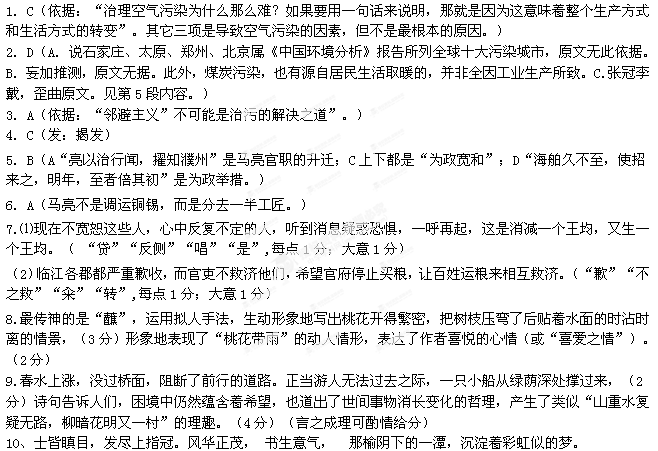 1. C（依据：“治理空气污染为什么那么难？如果要用一句话来说明，那就是因为这意味着整个生产方式
和生活方式的转变”。其它三项是导致空气污染的因素，但不是最根本的原因。）
2. D（A. 说石家庄、太原、郑州、北京属《中国环境分析》报告所列全球十大污染城市，原文无此依据。
B. 妄加推测，原文无据。此外，煤炭污染，也有源自居民生活取暖的，并非全因工业生产所致。C.张冠李
戴，歪曲原文。见第5段内容。）
3. A（依据：“邻避主义”不可能是治污的解决之道”。）
4. C（发：揭发）
5. B（A“亮以治行闻，擢知濮州”是马亮官职的升迁；C上下都是“为政宽和”；D“海舶久不至，使招
来之，明年，至者倍其初”是为政举措。）
6. A（马亮不是调运铜锡，而是分去一半工匠。）
7.⑴现在不宽恕这些人，心中反复不定的人，听到消息疑惑恐惧，一呼再起，这是消减一个王均，又生一
个王均。（ “贷”“反侧”“唱”“是”,每点1分；大意1分）
（2）临江各郡都严重歉收，而官吏不救济他们，希望官府停止买粮，让百姓运粮来相互救济。（“歉”“不
之救”“籴”“转”,每点1分；大意1分）
8.最传神的是“蘸”，运用拟人手法，生动形象地写出桃花开得繁密，把树枝压弯了后贴着水面的时沾时
离的情景，（3分）形象地表现了“桃花带雨”的动人情形，表达了作者喜悦的心情（或“喜爱之情”）。
（2分）
9.春水上涨，没过桥面，阻断了前行的道路。正当游人无法过去之际，一只小船从绿荫深处撑过来，（2
分）诗句告诉人们，困境中仍然蕴含着希望，也道出了世间事物消长变化的哲理，产生了类似“山重水复
疑无路，柳暗花明又一村”的理趣。（4分）（言之成理可酌情给分）
10、士皆瞋目，发尽上指冠。风华正茂， 书生意气， 那榆阴下的一潭，沉淀着彩虹似的梦。